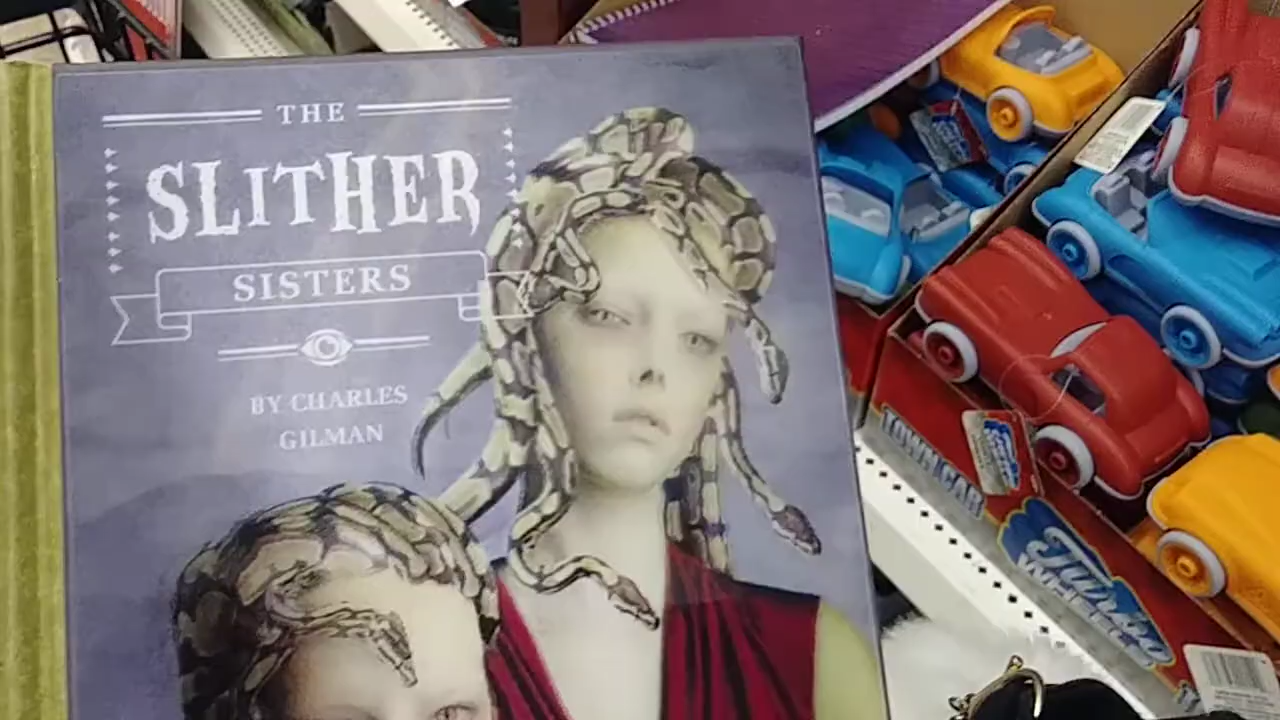 THE
SLITHER
SISTERS
BY CHARLES
GILMAN
TOWN CAR